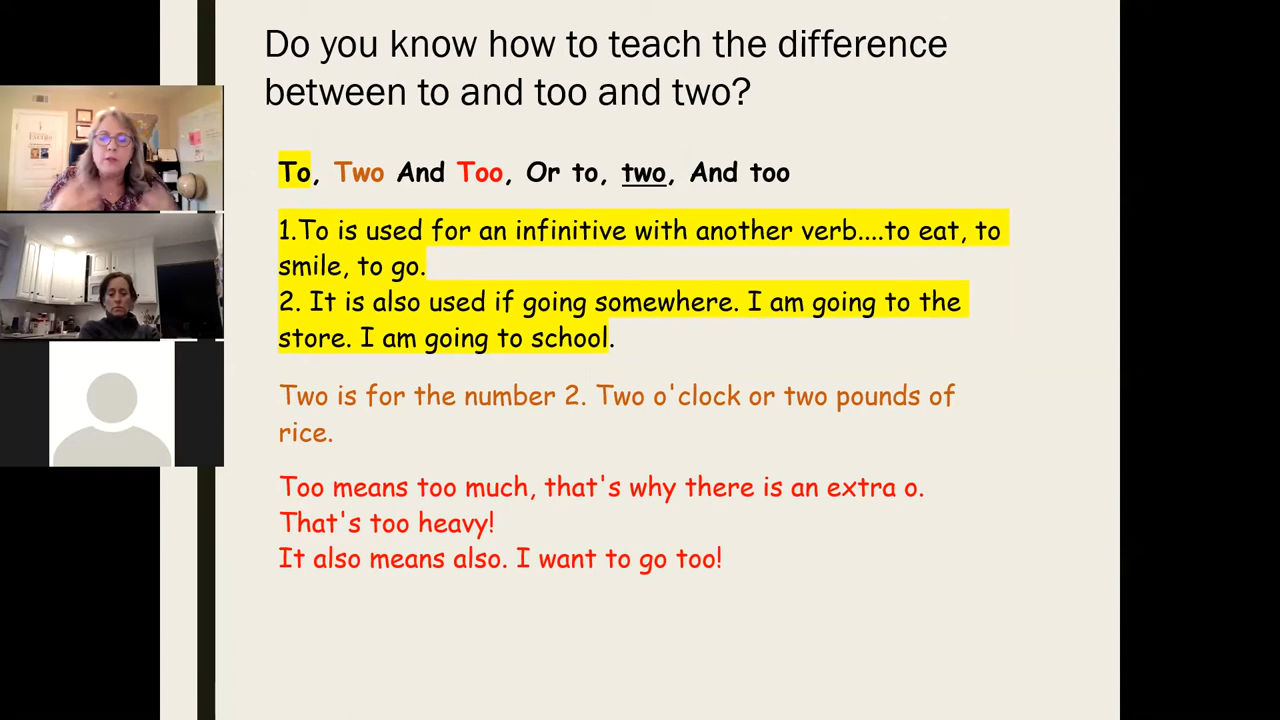 Do you know how to teach the difference
between to and too and two?
To, Two And Too, Or to, two, And too
1.To is used for an infinitive with another verb....to eat, to
smile, to go.
2. It is also used if going somewhere. I am going to the
store. I am going to school.
Two is for the number 2. Two o'clock or two pounds of
rice.
Too means too much, that's why there is an extra o.
That's too heavy!
It also means also. I want to go too!